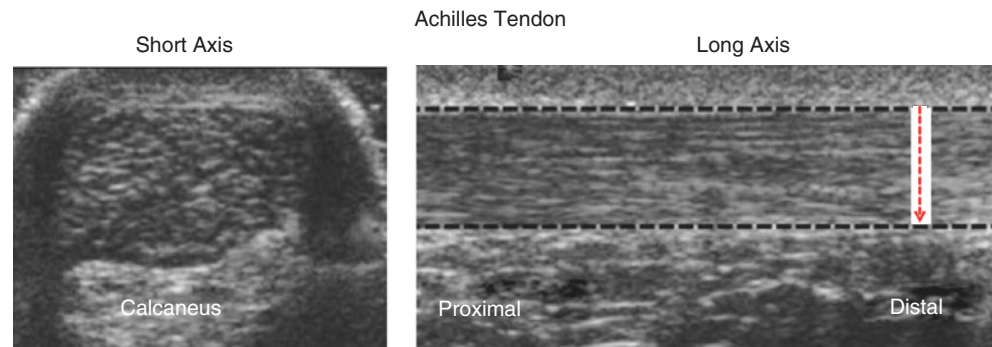 Achilles Tendon
Short Axis
Long Axis
Calcaneus
Proximal
Distal